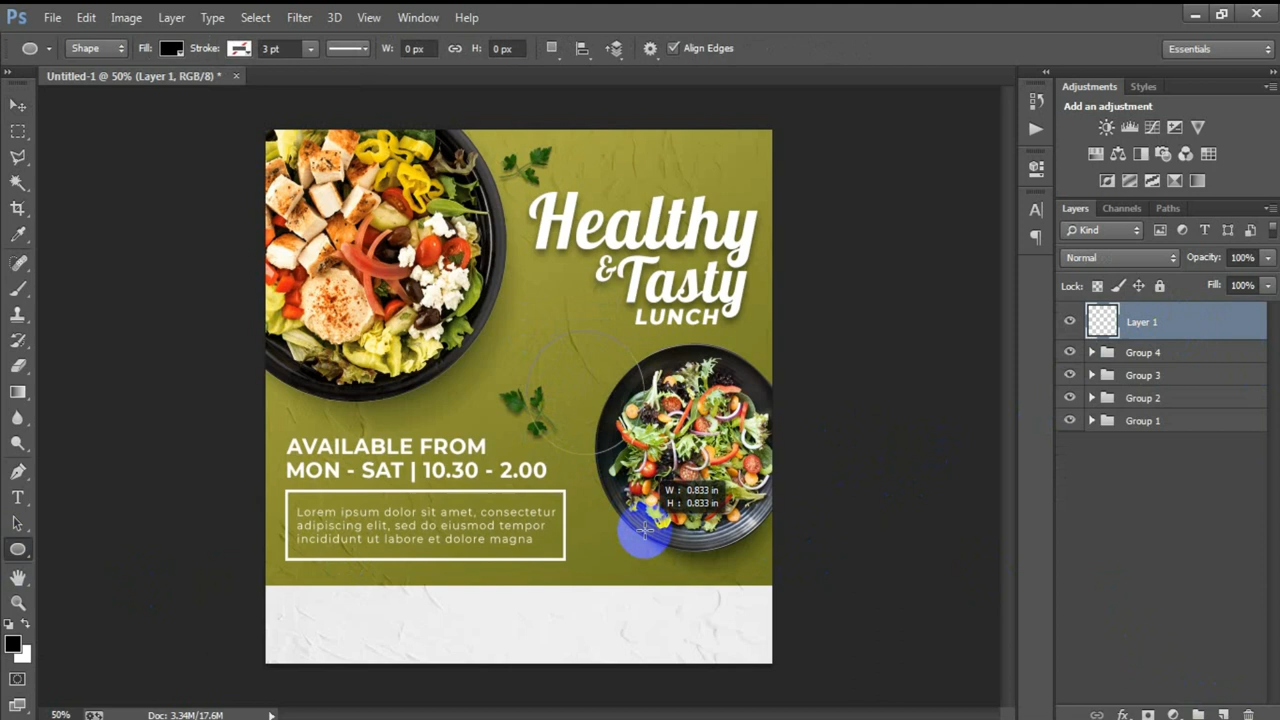 Ps File Edit Image Layer Type Select Filter 3D View Window Help
Shape Fill: Stroke: 3 pt W: 0 px H: 0 px Align Edges Essentials
Untitled-1 @ 50% (Layer 1, RGB/8) *
Adjustments Styles
Add an adjustment
Layers Channels Paths
Kind
Normal Opacity: 100%
Lock: Fill: 100%
Layer 1
Group 4
Group 3
Group 2
Group 1
Healthy
& Tasty
LUNCH
AVAILABLE FROM
MON - SAT | 10.30 - 2.00
Lorem ipsum dolor sit amet, consectetur
adipiscing elit, sed do eiusmod tempor
incididunt ut labore et dolore magna
W : 0.833 in
H : 0.833 in
50% Doc: 3.34M/17.6M